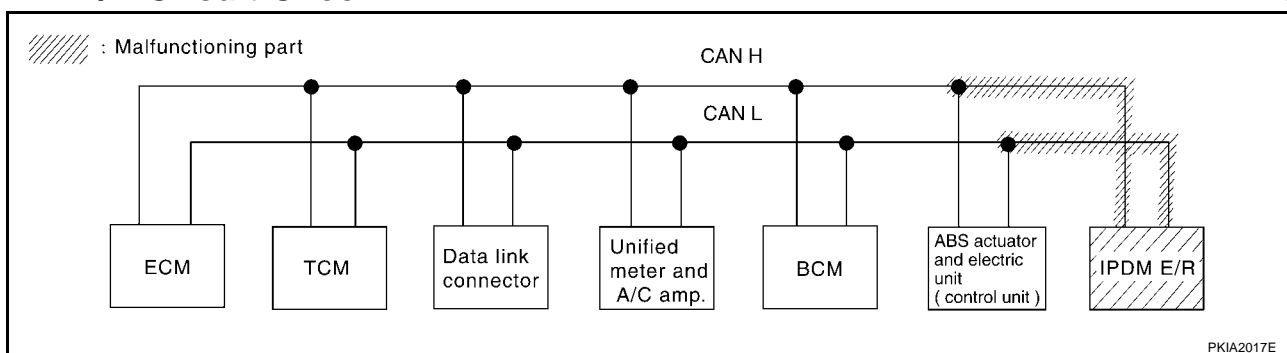 : Malfunctioning part
CAN H
CAN L
ECM
TCM
Data link
connector
Unified
meter and
A/C amp.
BCM
ABS actuator
and electric
unit
( control unit )
IPDM E/R
PKIA2017E